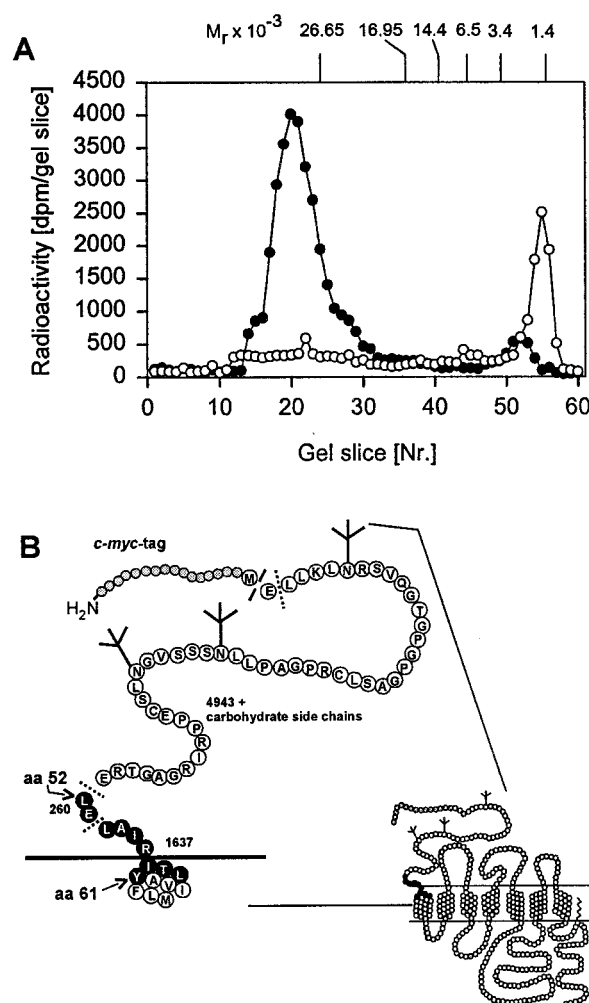 M_r x 10^-3 26.65 16.95 14.4 6.5 3.4 1.4
A
Radioactivity [dpm/gel slice]
4500
4000
3500
3000
2500
2000
1500
1000
500
0
0 10 20 30 40 50 60
Gel slice [Nr.]
B
c-myc-tag
H2N
M E L L K L N R S V Q G T G P G
N G V S S S N L L P A P G P R C L S A G P
L S C E P P R I
4943 +
carbohydrate side chains
E R T G A G R
aa 52
L
260 E
L A I R
1637
Y I T L
aa 61
A V I
F L M